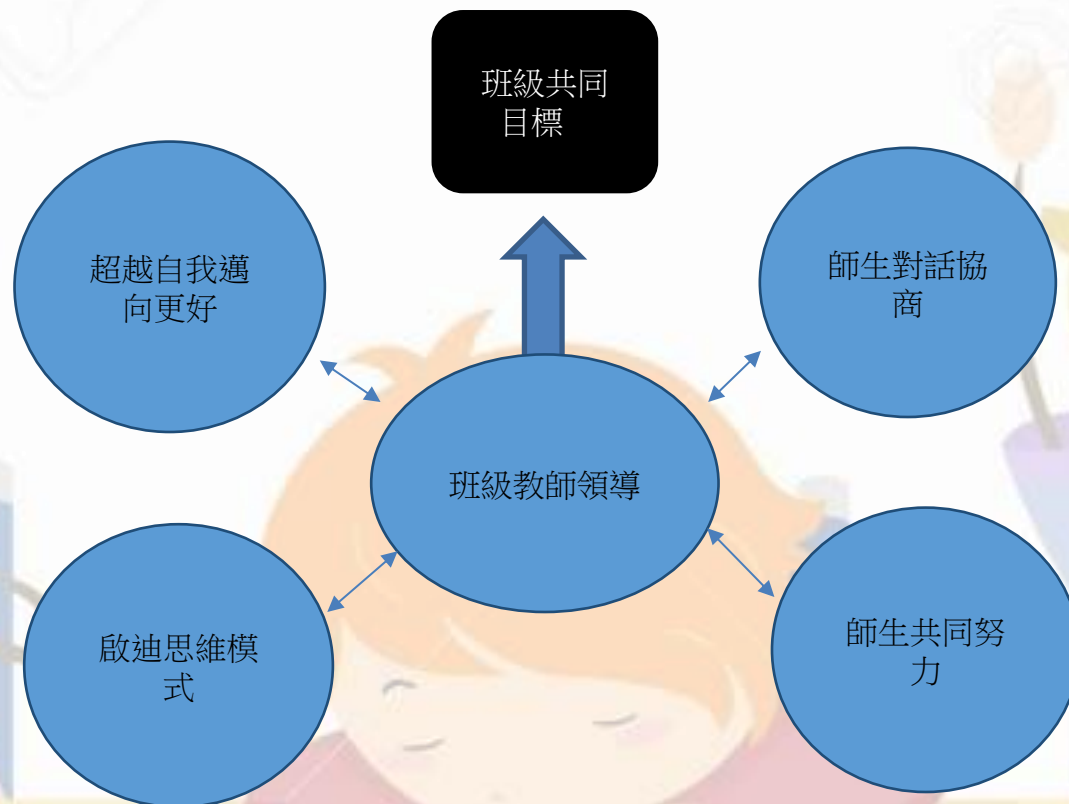 班級共同
目標
超越自我邁
向更好
師生對話協
商
班級教師領導
啟迪思維模
式
師生共同努
力